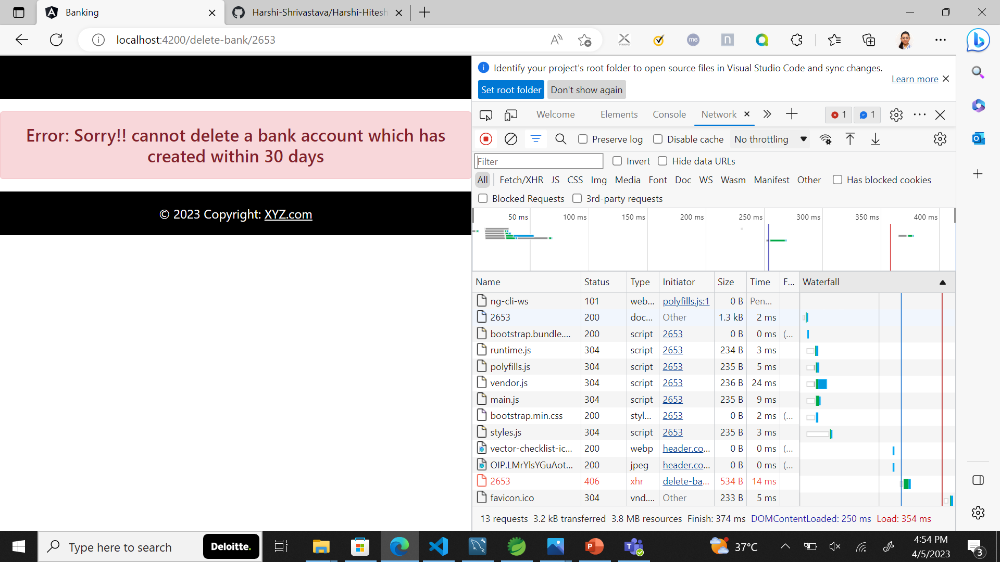 Banking
Harshi-Shrivastava/Harshi-Hitesh
localhost:4200/delete-bank/2653
me
n
Identify your project's root folder to open source files in Visual Studio Code and sync changes.
Learn more
Set root folder
Don't show again
Welcome Elements Console Network 1 1
Preserve log Disable cache No throttling
Filter Invert Hide data URLs
All Fetch/XHR JS CSS Img Media Font Doc WS Wasm Manifest Other Has blocked cookies
Blocked Requests 3rd-party requests
50 ms 100 ms 150 ms 200 ms 250 ms 300 ms 350 ms 400 ms
Error: Sorry!! cannot delete a bank account which has
created within 30 days
© 2023 Copyright: XYZ.com
Name Status Type Initiator Size Time F... Waterfall
ng-cli-ws 101 web... polyfills.js:1 0 B Pen...
2653 200 doc... Other 1.3 kB 2 ms
bootstrap.bundle.... 200 script 2653 0 B 0 ms (...
runtime.js 304 script 2653 234 B 3 ms
polyfills.js 304 script 2653 235 B 5 ms
vendor.js 304 script 2653 236 B 24 ms
main.js 304 script 2653 235 B 9 ms
bootstrap.min.css 200 styl... 2653 0 B 2 ms (...
styles.js 304 script 2653 235 B 3 ms
vector-checklist-ic... 200 webp header.co... 0 B 0 ms (...
OIP.LMrYlsYGuAot... 200 jpeg header.co... 0 B 0 ms (...
2653 406 xhr delete-ba... 534 B 14 ms
favicon.ico 304 vnd.... Other 233 B 5 ms
13 requests 3.2 kB transferred 3.8 MB resources Finish: 374 ms DOMContentLoaded: 250 ms Load: 354 ms
Type here to search
Deloitte.
37°C
4:54 PM
4/5/2023
3